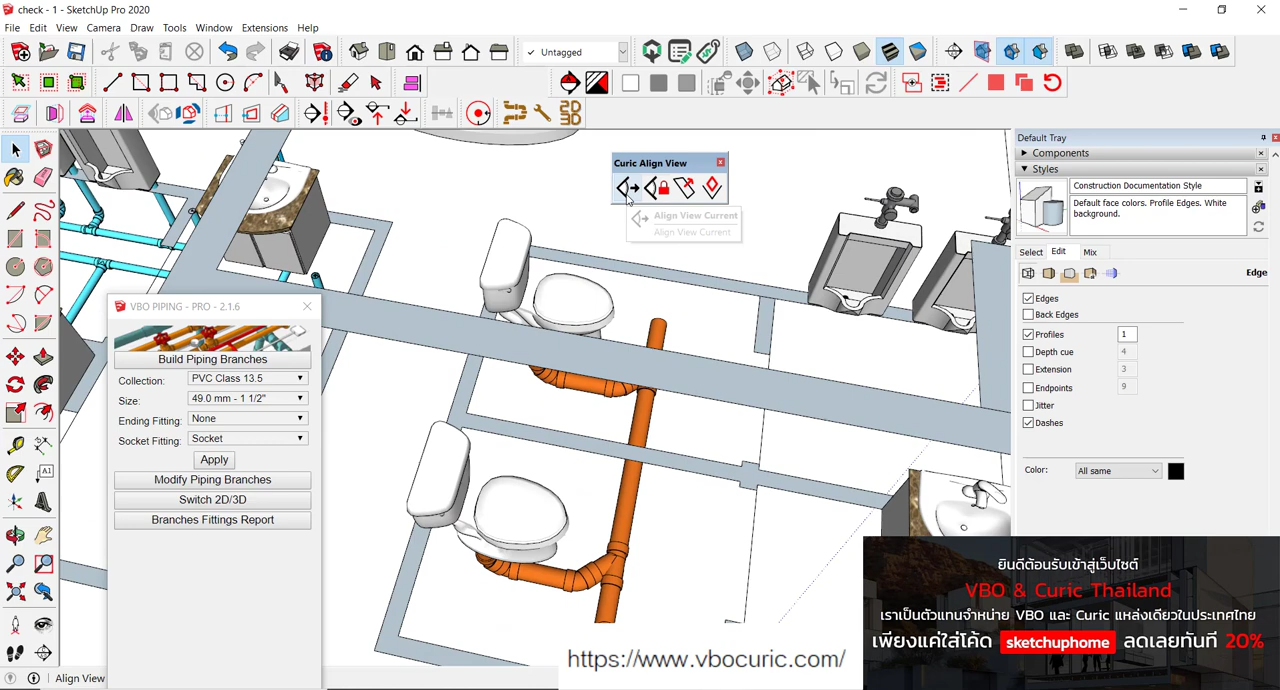 check - 1 - SketchUp Pro 2020
File Edit View Camera Draw Tools Window Extensions Help
✓ Untagged
2D
3D
Default Tray
Components
Styles
Construction Documentation Style
Default face colors. Profile Edges. White
background.
Select Edit Mix
Edge
Edges
Back Edges
Profiles 1
Depth cue 4
Extension 3
Endpoints 9
Jitter
Dashes
Color: All same
Curic Align View
Align View Current
Align View Current
A1
VBO PIPING - PRO - 2.1.6
Build Piping Branches
Collection: PVC Class 13.5
Size: 49.0 mm - 1 1/2"
Ending Fitting: None
Socket Fitting: Socket
Apply
Modify Piping Branches
Switch 2D/3D
Branches Fittings Report
ยินดีต้อนรับเข้าสู่เว็บไซต์
VBO & Curic Thailand
เราเป็นตัวแทนจำหน่าย VBO และ Curic แหล่งเดียวในประเทศไทย
เพียงแค่ใส่โค้ด sketchuphome ลดเลยทันที 20%
https://www.vbocuric.com/
Align View